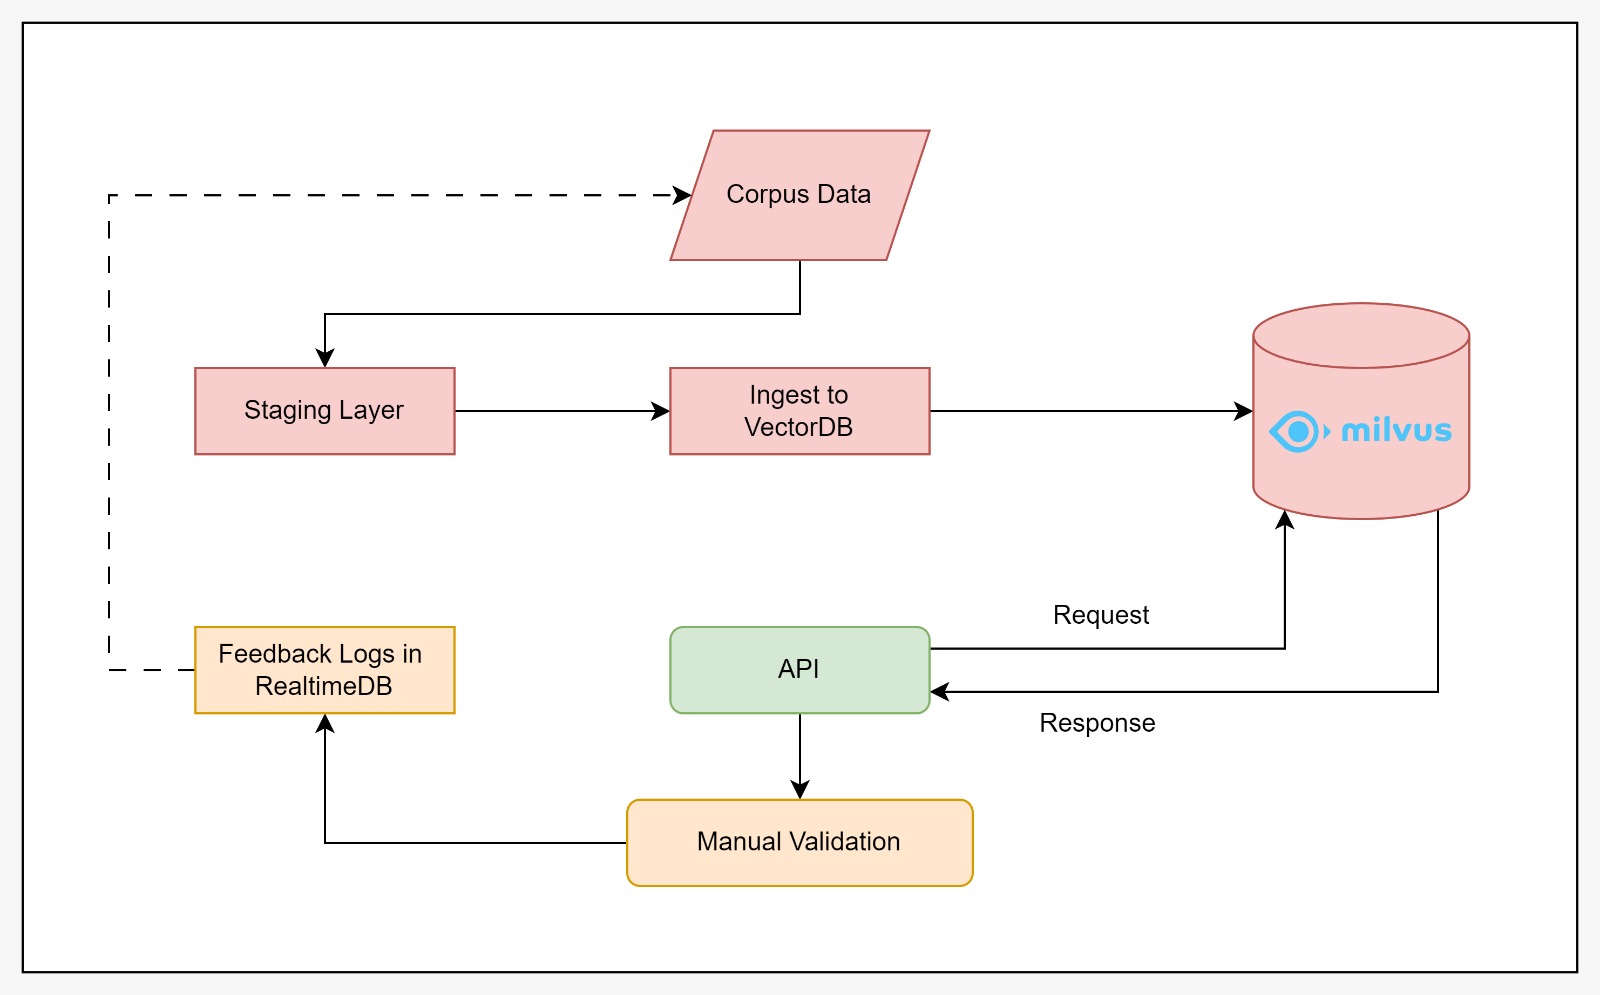 Corpus Data
Staging Layer
Ingest to
VectorDB
milvus
Request
Feedback Logs in
RealtimeDB
API
Response
Manual Validation